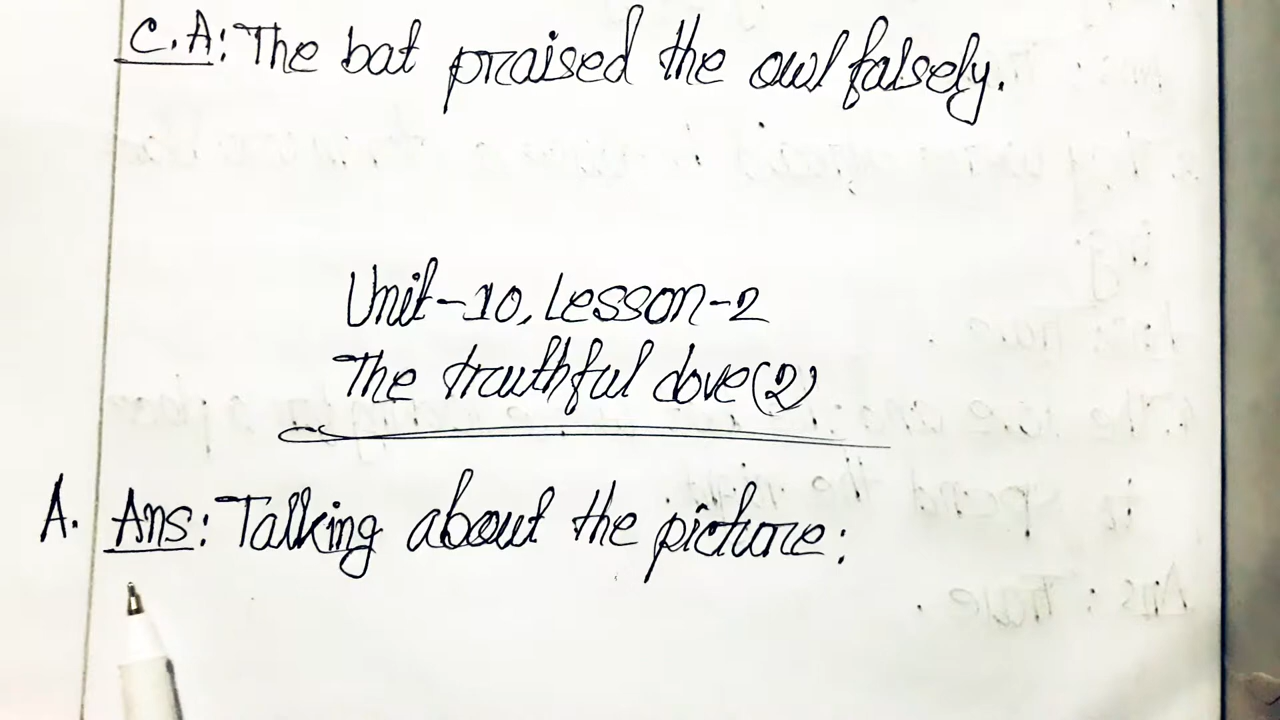 C.A: The bat praised the owl falsely.
Unit-10, Lesson-2
The truthful dove(2)
A. Ans: Talking about the picture: